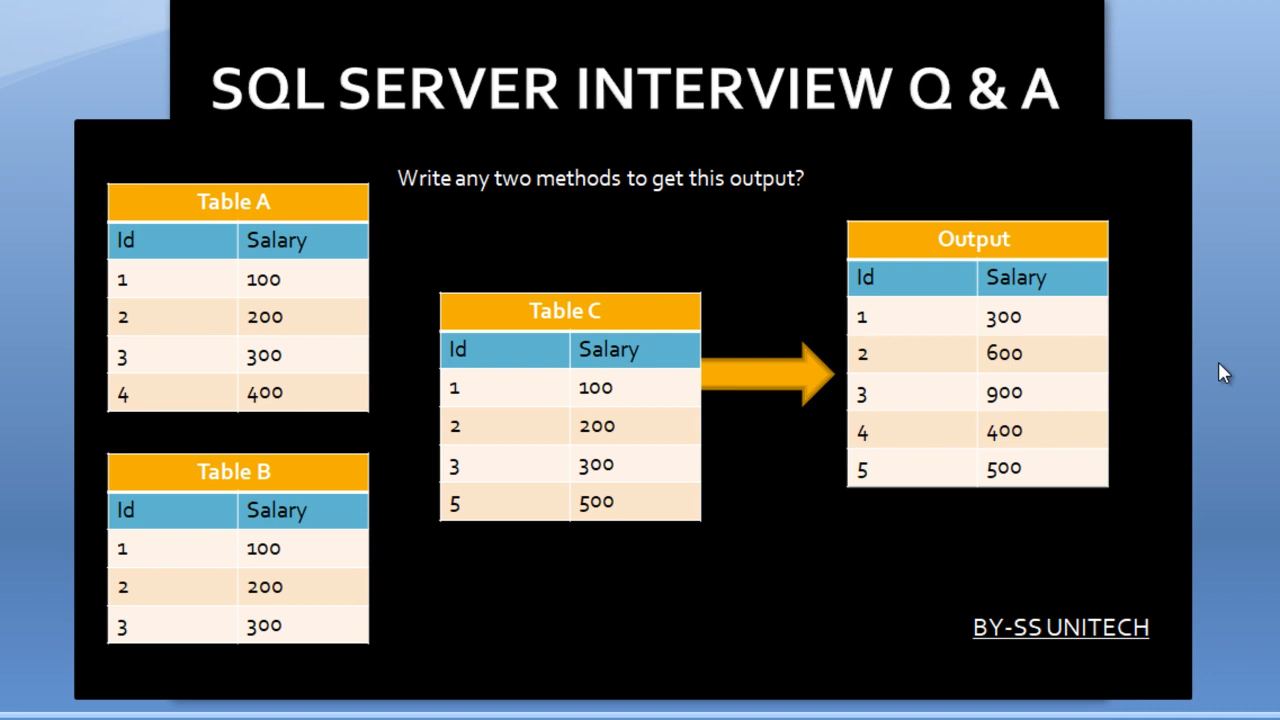 SQL SERVER INTERVIEW Q & A
Write any two methods to get this output?
Table A
Id Salary
1 100
2 200
3 300
4 400
Table B
Id Salary
1 100
2 200
3 300
Table C
Id Salary
1 100
2 200
3 300
5 500
Output
Id Salary
1 300
2 600
3 900
4 400
5 500
BY-SS UNITECH